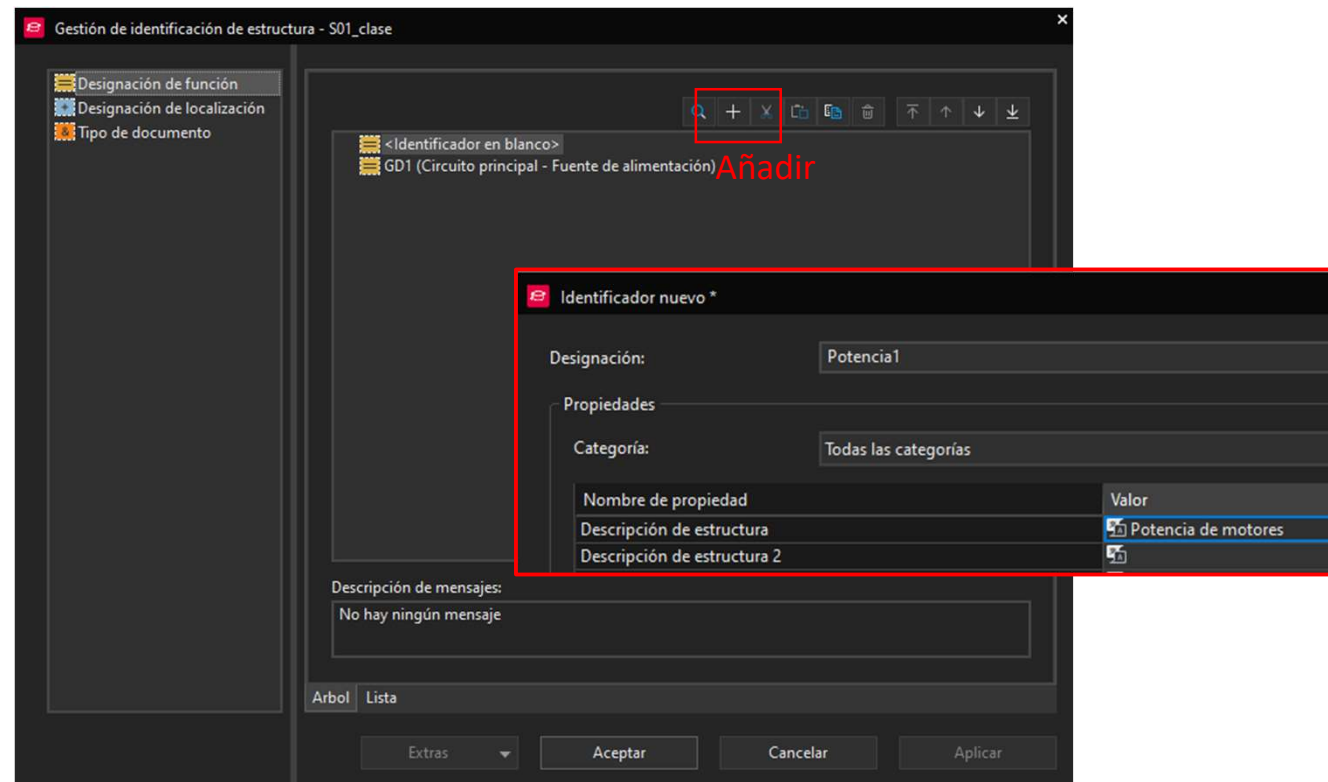 Gestión de identificación de estructura - S01_clase
Designación de función
Designación de localización
Tipo de documento
<Identificador en blanco>
GD1 (Circuito principal - Fuente de alimentación)
Añadir
Identificador nuevo *
Designación:
Potencia1
Propiedades
Categoría:
Todas las categorías
Nombre de propiedad
Valor
Descripción de estructura
Potencia de motores
Descripción de estructura 2
Descripción de mensajes:
No hay ningún mensaje
Arbol
Lista
Extras
Aceptar
Cancelar
Aplicar